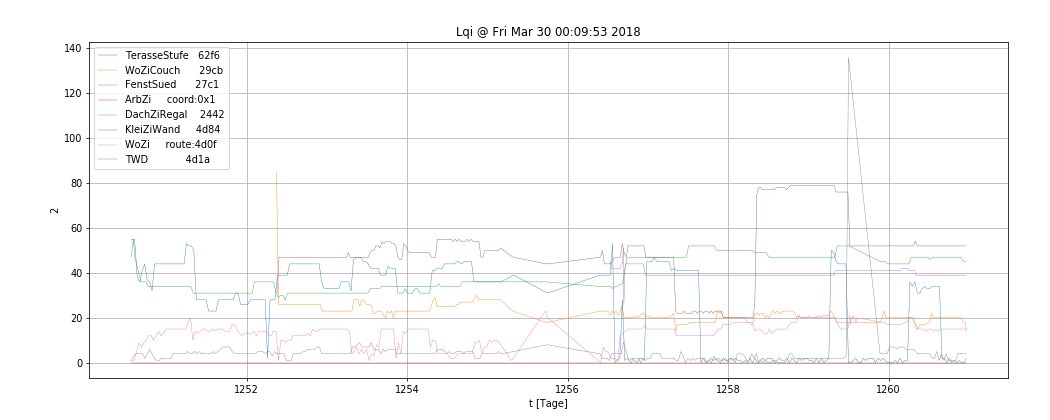 Lqi @ Fri Mar 30 00:09:53 2018
140
120
100
80
60
40
20
0
2
TerasseStufe 62f6
WoZiCouch 29cb
FenstSued 27c1
ArbZi coord:0x1
DachZiRegal 2442
KleiZiWand 4d84
WoZi route:4d0f
TWD 4d1a
1252 1254 1256 1258 1260
t [Tage]